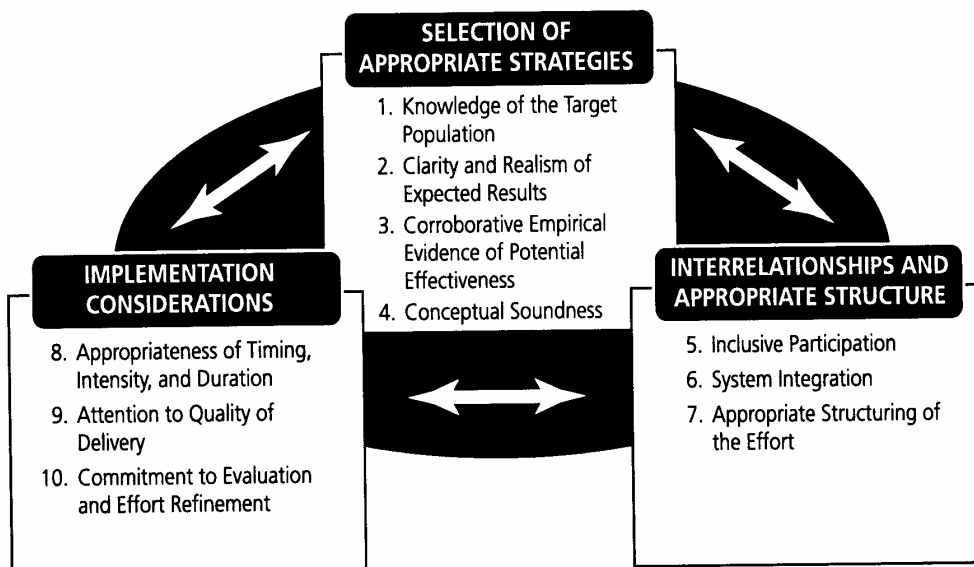 SELECTION OF
APPROPRIATE STRATEGIES
1. Knowledge of the Target
Population
2. Clarity and Realism of
Expected Results
3. Corroborative Empirical
Evidence of Potential
Effectiveness
4. Conceptual Soundness
IMPLEMENTATION
CONSIDERATIONS
8. Appropriateness of Timing,
Intensity, and Duration
9. Attention to Quality of
Delivery
10. Commitment to Evaluation
and Effort Refinement
INTERRELATIONSHIPS AND
APPROPRIATE STRUCTURE
5. Inclusive Participation
6. System Integration
7. Appropriate Structuring of
the Effort